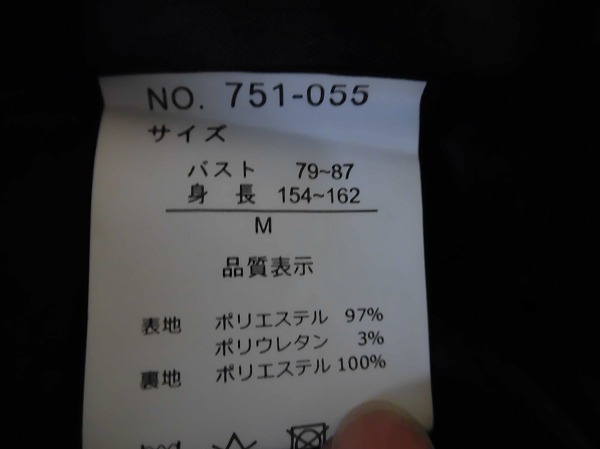 NO. 751-055
サイズ
バスト 79~87
身 長 154~162
M
品質表示
表地 ポリエステル 97%
ポリウレタン 3%
裏地 ポリエステル 100%